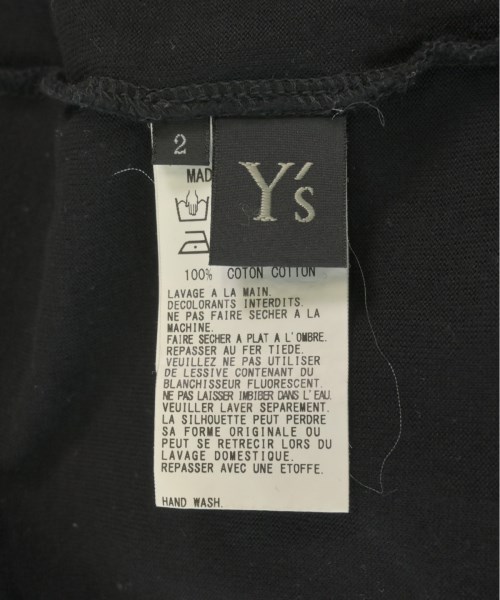 2
Y's
MAD
100% COTON COTTON
LAVAGE A LA MAIN.
DECOLORANTS INTERDITS.
NE PAS FAIRE SECHER A LA
MACHINE.
FAIRE SECHER A PLAT A L'OMBRE.
REPASSER AU FER TIEDE.
VEUILLEZ NE PAS UTILISER
DE LESSIVE CONTENANT DU
BLANCHISSEUR FLUORESCENT.
NE PAS LAISSER IMBIBER DANS L'EAU.
VEUILLER LAVER SEPAREMENT.
LA SILHOUETTE PEUT PERDRE
SA FORME ORIGINALE OU
PEUT SE RETRECIR LORS DU
LAVAGE DOMESTIQUE.
REPASSER AVEC UNE ETOFFE.
HAND WASH.